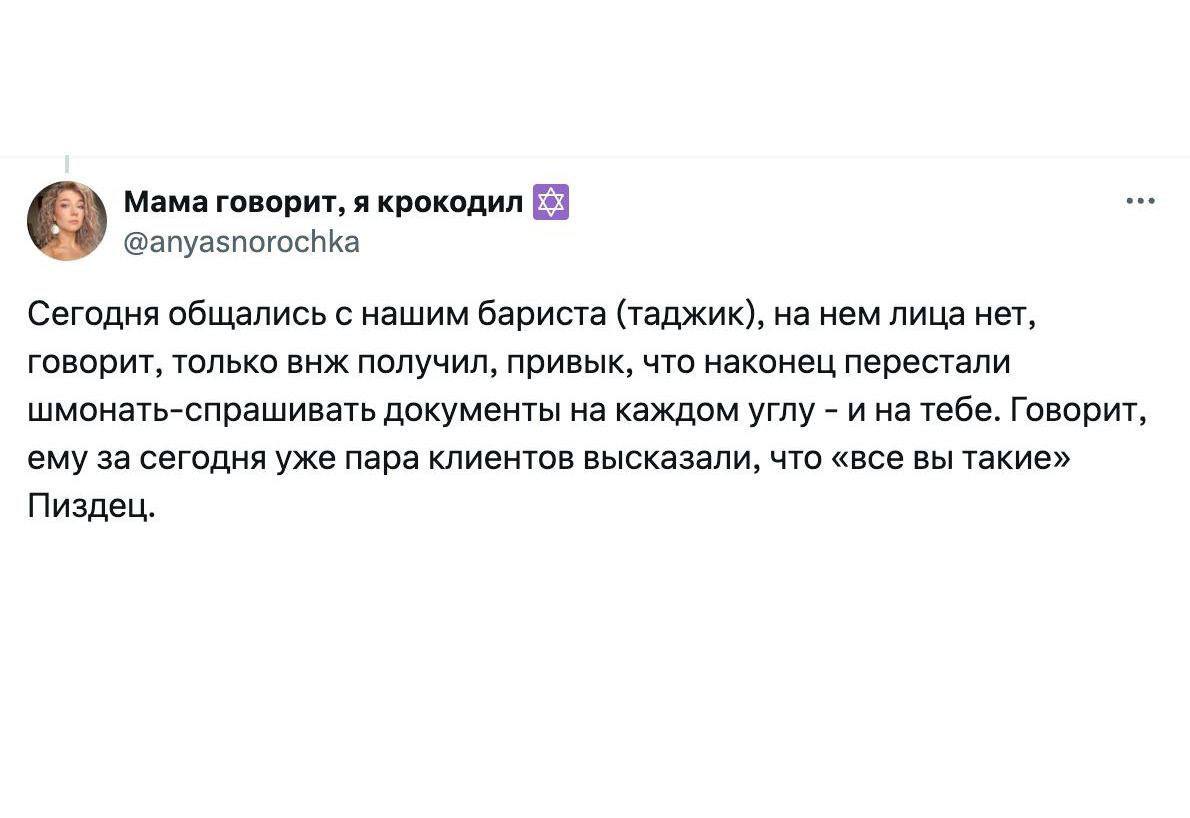 Мама говорит, я крокодил 🔯
@anyasnorochka
Сегодня общались с нашим бариста (таджик), на нем лица нет,
говорит, только внж получил, привык, что наконец перестали
шмонать-спрашивать документы на каждом углу - и на тебе. Говорит,
ему за сегодня уже пара клиентов высказали, что «все вы такие»
Пиздец.